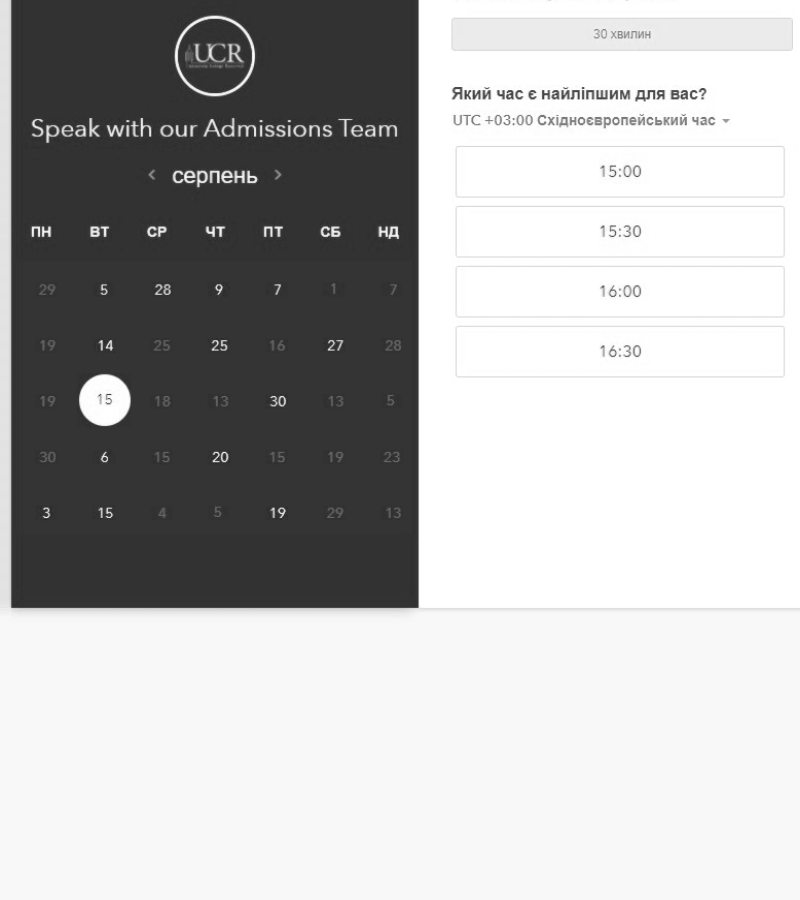 UCR
Speak with our Admissions Team
серпень
ПН ВТ СР ЧТ ПТ СБ НД
29 5 28 9 7 1 7
19 14 25 25 16 27 28
19 15 18 13 30 13 5
30 6 15 20 15 19 23
3 15 4 5 19 29 13
30 хвилин
Який час є найліпшим для вас?
UTC +03:00 Східноєвропейський час
15:00
15:30
16:00
16:30